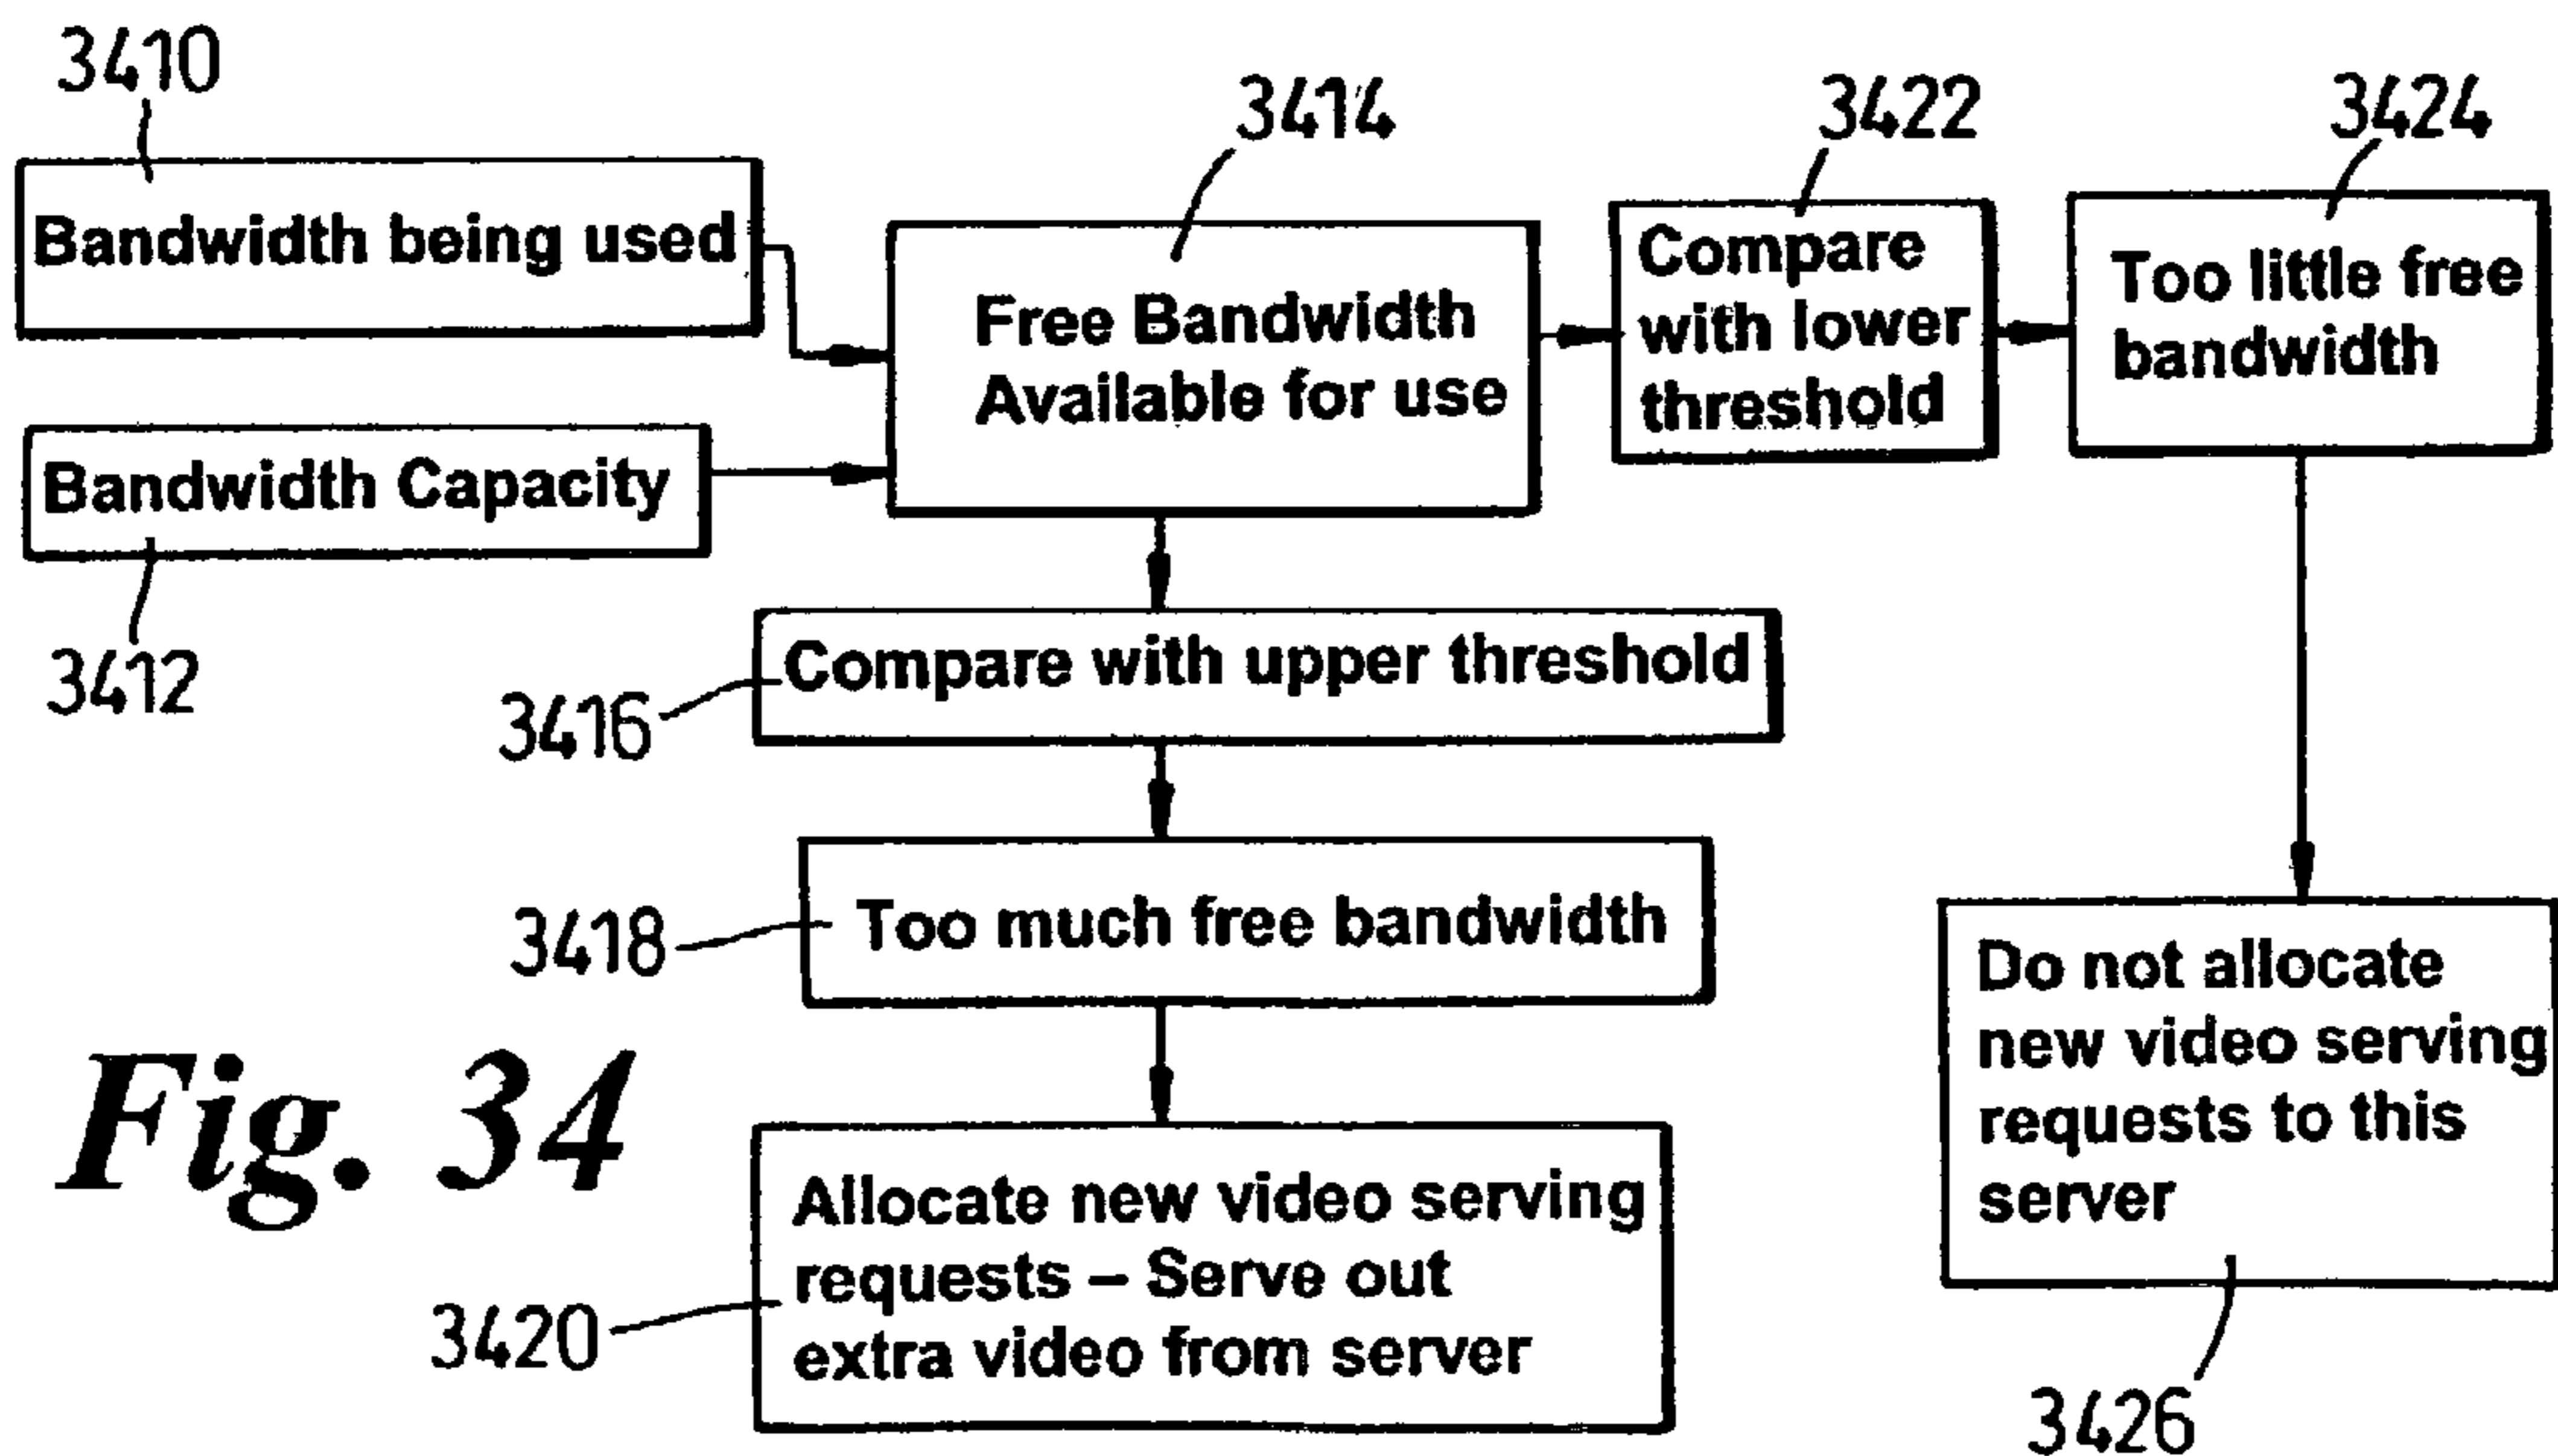 3410
Bandwidth being used
Bandwidth Capacity
3412
3414
Free Bandwidth
Available for use
3422
Compare
with lower
threshold
3424
Too little free
bandwidth
Compare with upper threshold
3416
Too much free bandwidth
3418
Allocate new video serving
requests – Serve out
extra video from server
3420
Do not allocate
new video serving
requests to this
server
3426
Fig. 34